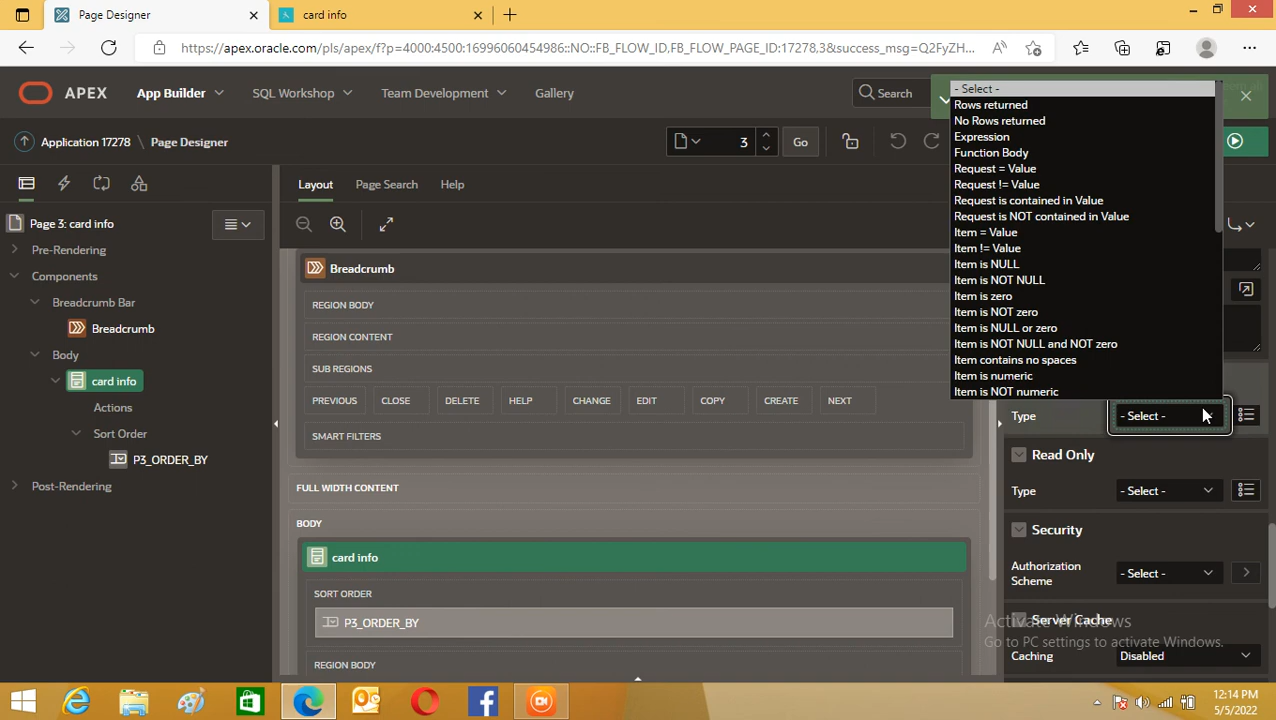 Page Designer
card info
https://apex.oracle.com/pls/apex/f?p=4000:4500:16996060454986::NO::FB_FLOW_ID,FB_FLOW_PAGE_ID:17278,3&success_msg=Q2FyZH...
APEX
App Builder
SQL Workshop
Team Development
Gallery
Search
Application 17278 \ Page Designer
3
Go
Layout
Page Search
Help
Page 3: card info
Pre-Rendering
Components
Breadcrumb Bar
Breadcrumb
Body
card info
Actions
Sort Order
P3_ORDER_BY
Post-Rendering
Breadcrumb
REGION BODY
REGION CONTENT
SUB REGIONS
PREVIOUS
CLOSE
DELETE
HELP
CHANGE
EDIT
COPY
CREATE
NEXT
SMART FILTERS
FULL WIDTH CONTENT
BODY
card info
SORT ORDER
P3_ORDER_BY
REGION BODY
- Select -
Rows returned
No Rows returned
Expression
Function Body
Request = Value
Request != Value
Request is contained in Value
Request is NOT contained in Value
Item = Value
Item != Value
Item is NULL
Item is NOT NULL
Item is zero
Item is NOT zero
Item is NULL or zero
Item is NOT NULL and NOT zero
Item contains no spaces
Item is numeric
Item is NOT numeric
Type
- Select -
Read Only
Type
- Select -
Security
Authorization
Scheme
- Select -
Server Cache
Activate Windows
Go to PC settings to activate Windows.
Caching
Disabled
12:14 PM
5/5/2022